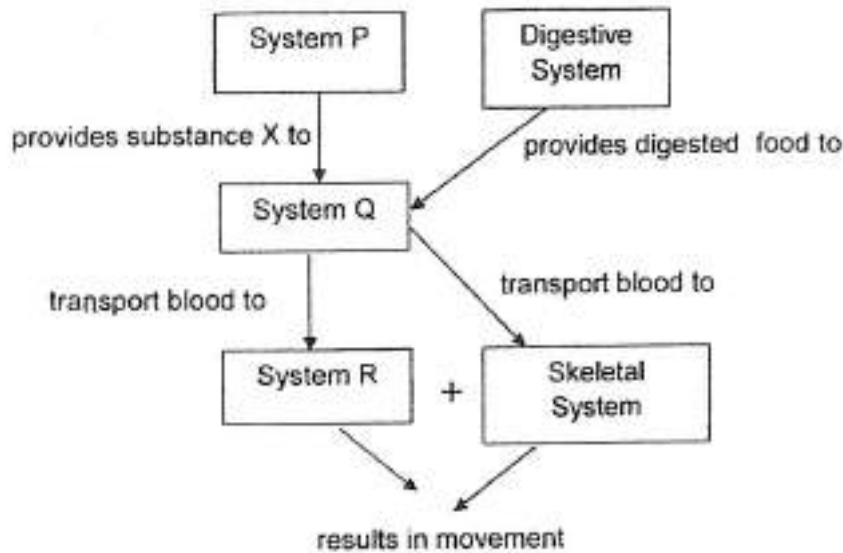 System P
Digestive
System
provides substance X to
provides digested food to
System Q
transport blood to
transport blood to
System R
+
Skeletal
System
results in movement